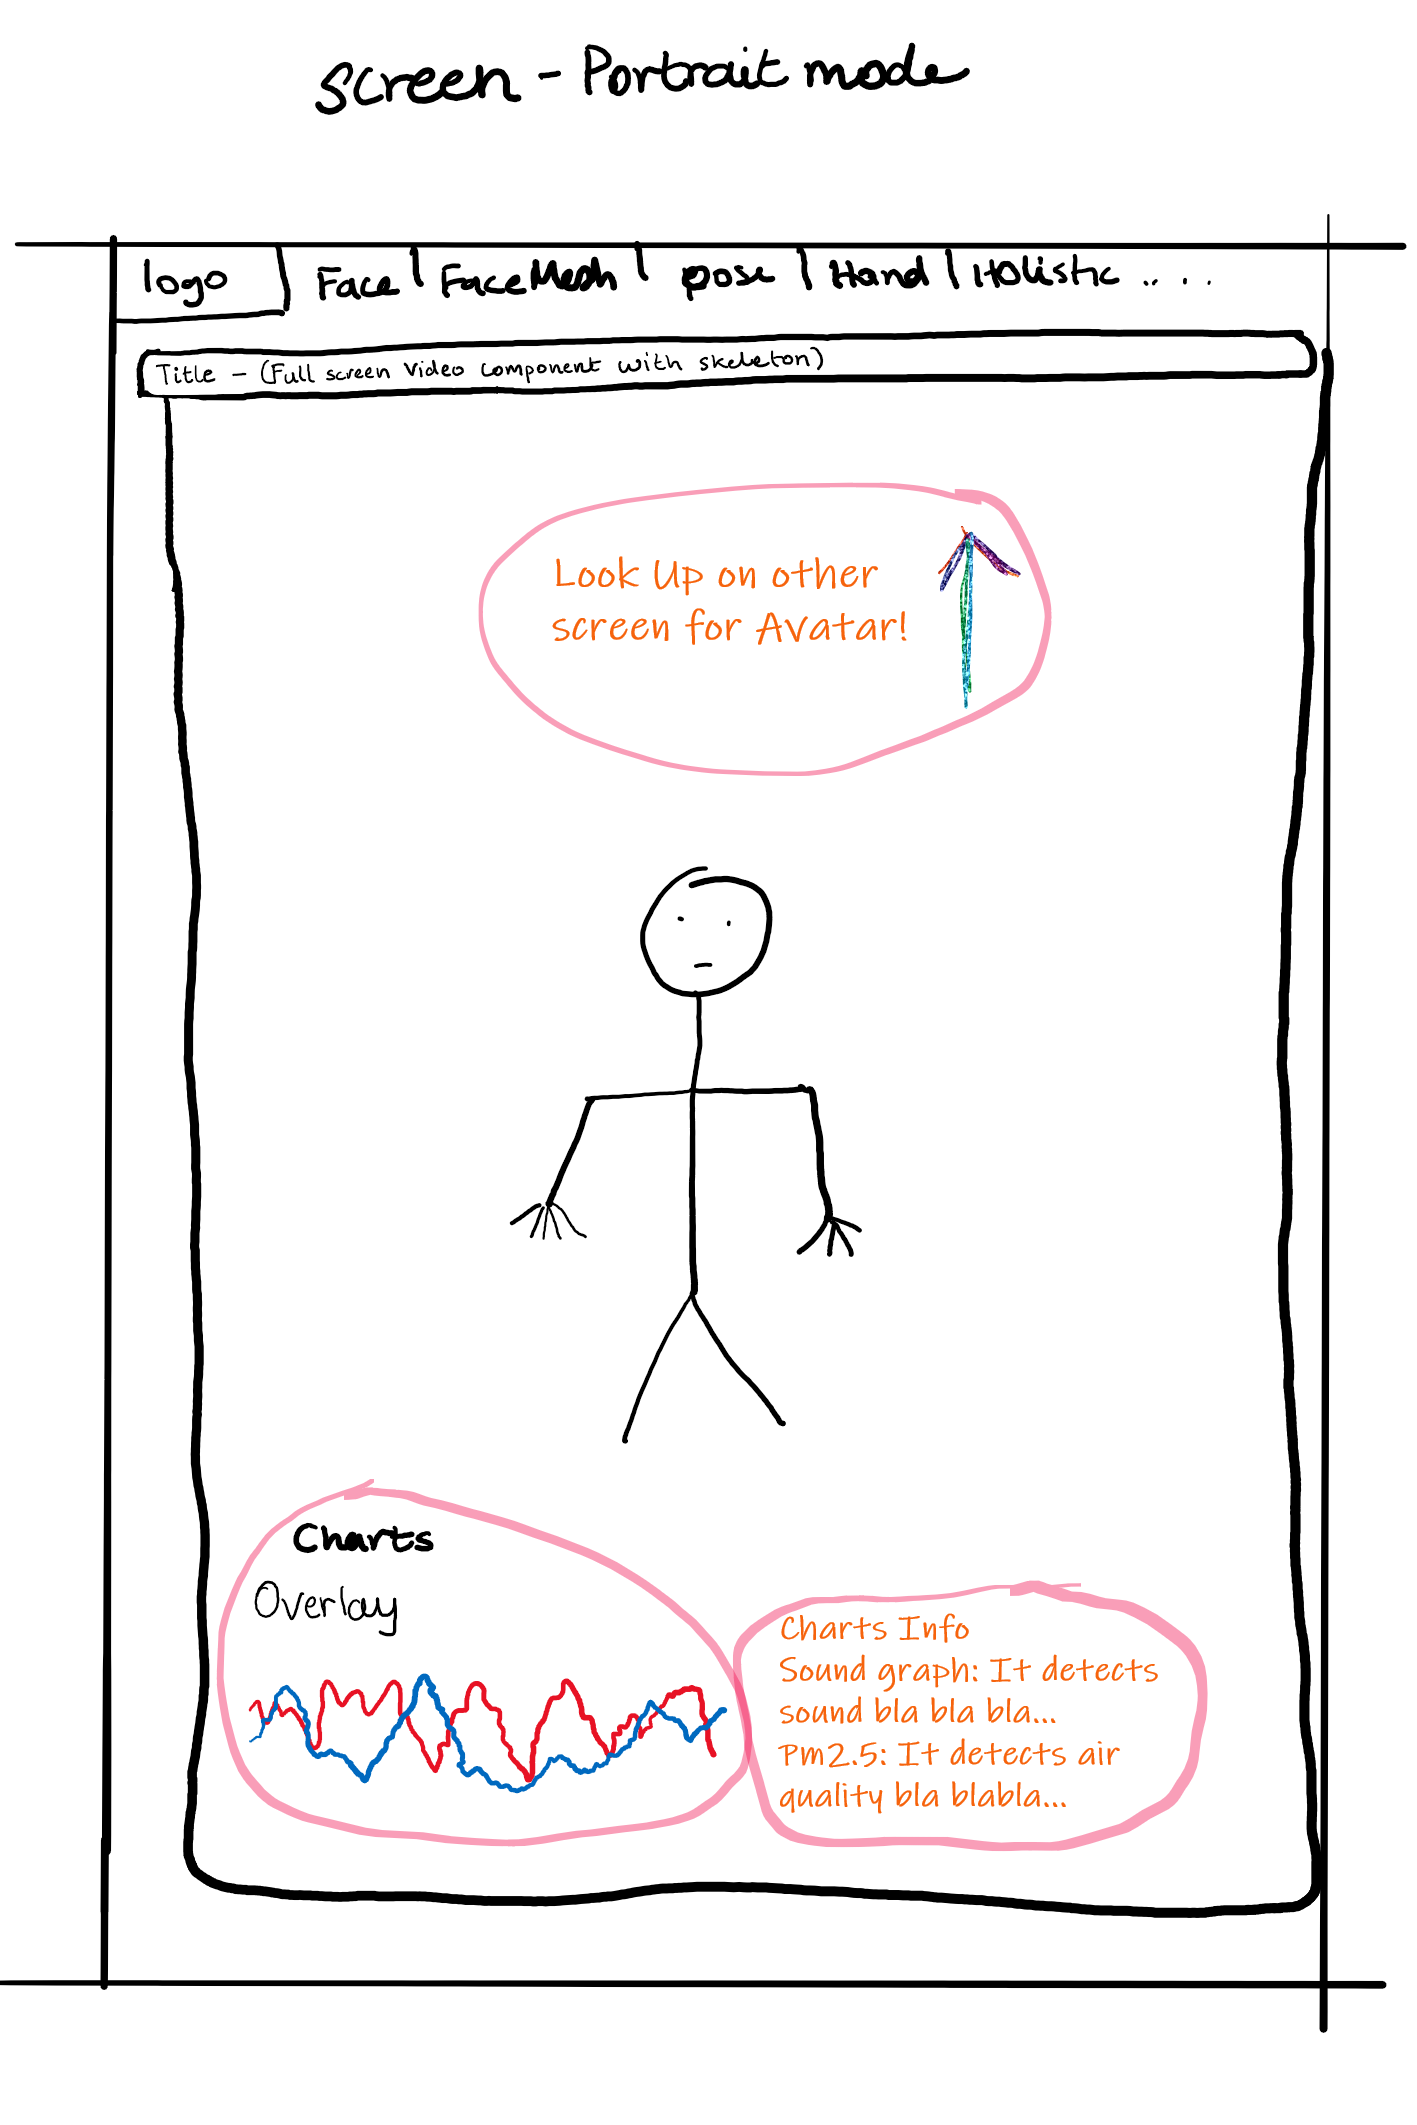 Screen - Portrait mode
logo
Face | FaceMesh | pose | Hand | Holistic .. . .
Title - (Full screen Video component with skeleton)
Look Up on other
screen for Avatar!
Charts
Overlay
Charts Info
Sound graph: It detects
sound bla bla bla...
Pm2.5: It detects air
quality bla blabla...